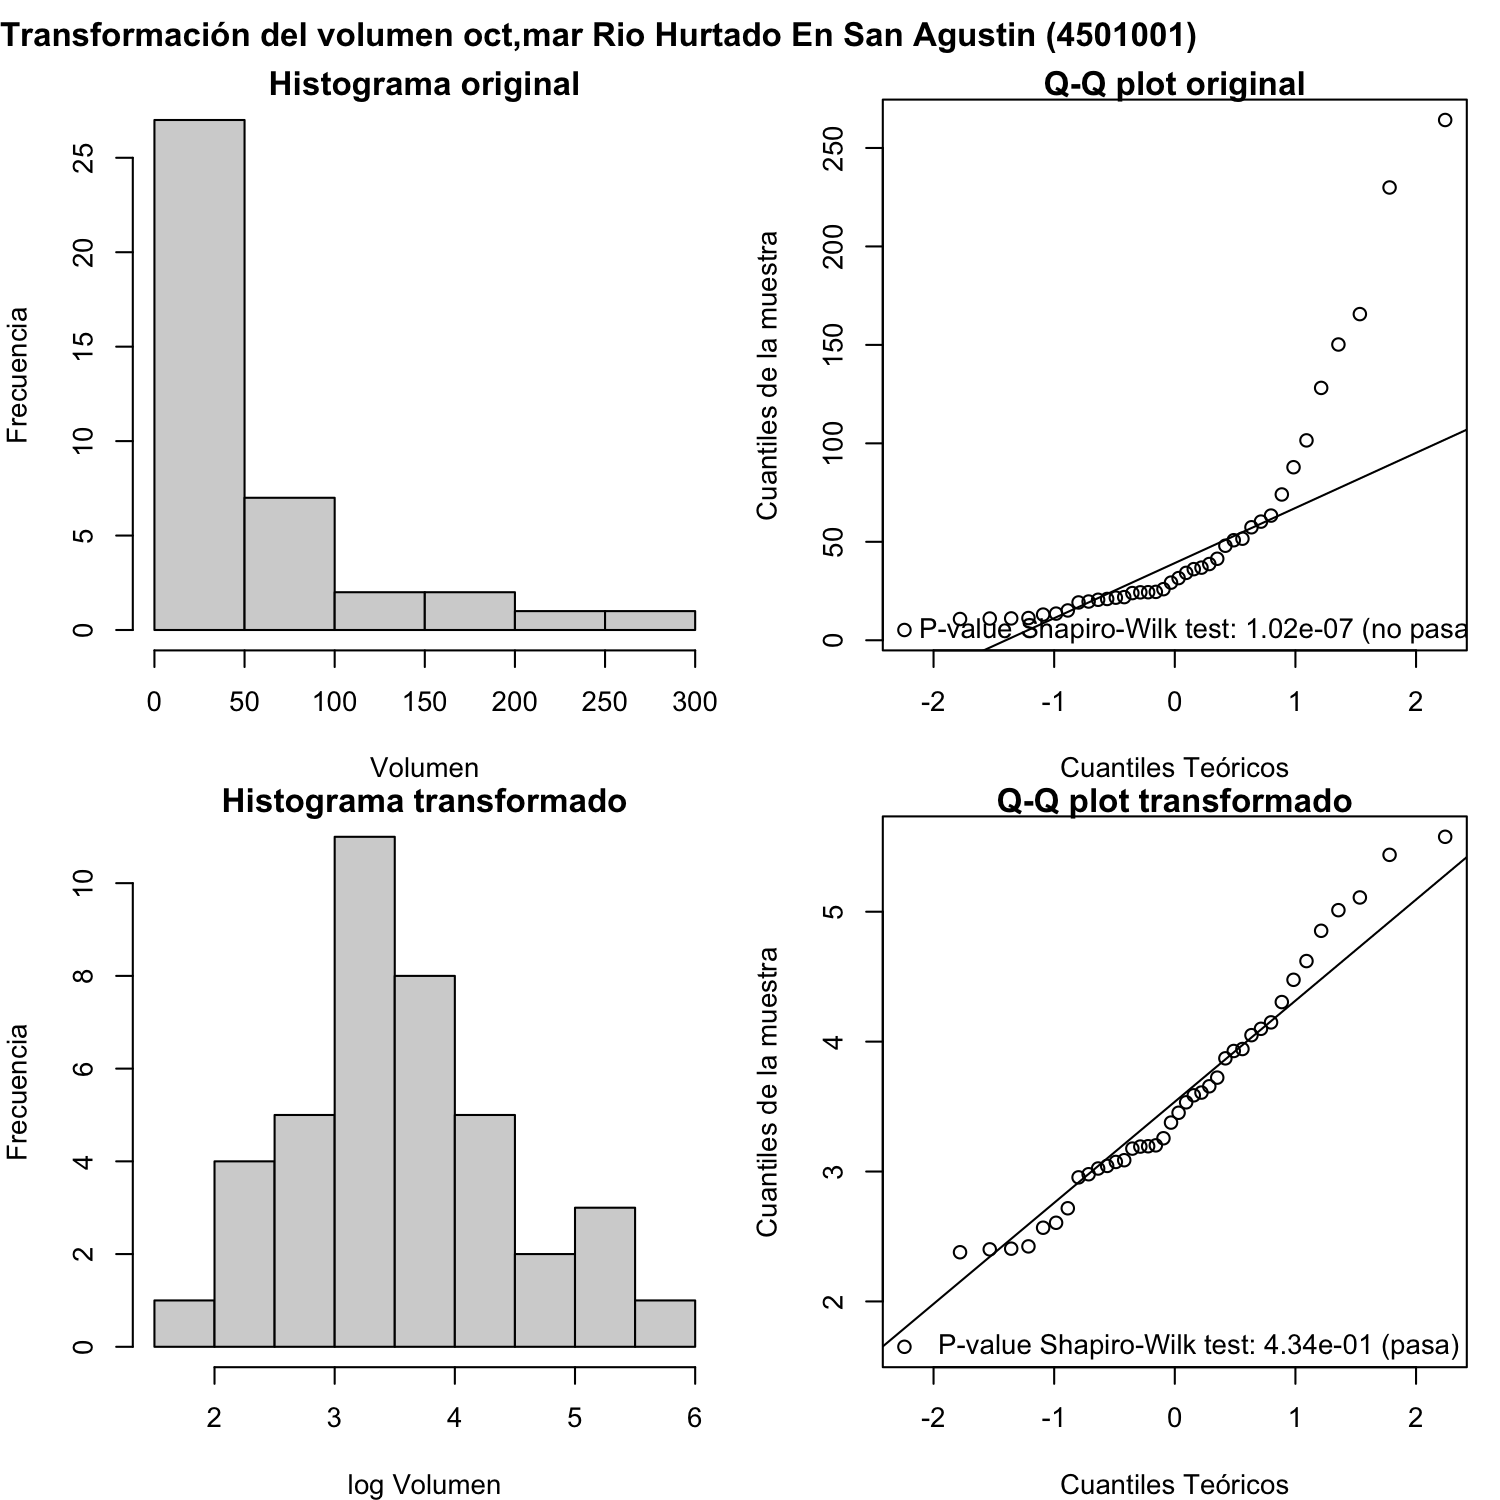 Transformación del volumen oct,mar Rio Hurtado En San Agustin (4501001)
Histograma original
Frecuencia
0 5 10 15 20 25
0 50 100 150 200 250 300
Volumen
Q-Q plot original
Cuantiles de la muestra
0 50 100 150 200 250
P-value Shapiro-Wilk test: 1.02e-07 (no pasa
-2 -1 0 1 2
Cuantiles Teóricos
Histograma transformado
Frecuencia
0 2 4 6 8 10
2 3 4 5 6
log Volumen
Q-Q plot transformado
Cuantiles de la muestra
2 3 4 5
P-value Shapiro-Wilk test: 4.34e-01 (pasa)
-2 -1 0 1 2
Cuantiles Teóricos